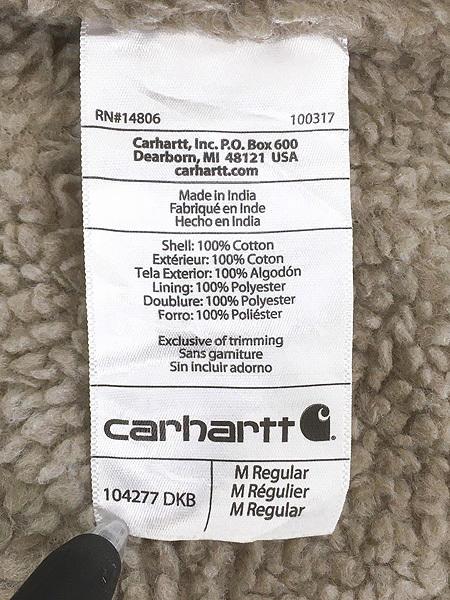 RN#14806 100317
Carhartt, Inc. P.O. Box 600
Dearborn, MI 48121 USA
carhartt.com
Made in India
Fabriqué en Inde
Hecho en India
Shell: 100% Cotton
Extérieur: 100% Coton
Tela Exterior: 100% Algodón
Lining: 100% Polyester
Doublure: 100% Polyester
Forro: 100% Poliéster
Exclusive of trimming
Sans garniture
Sin incluir adorno
carhartt
104277 DKB
M Regular
M Régulier
M Regular